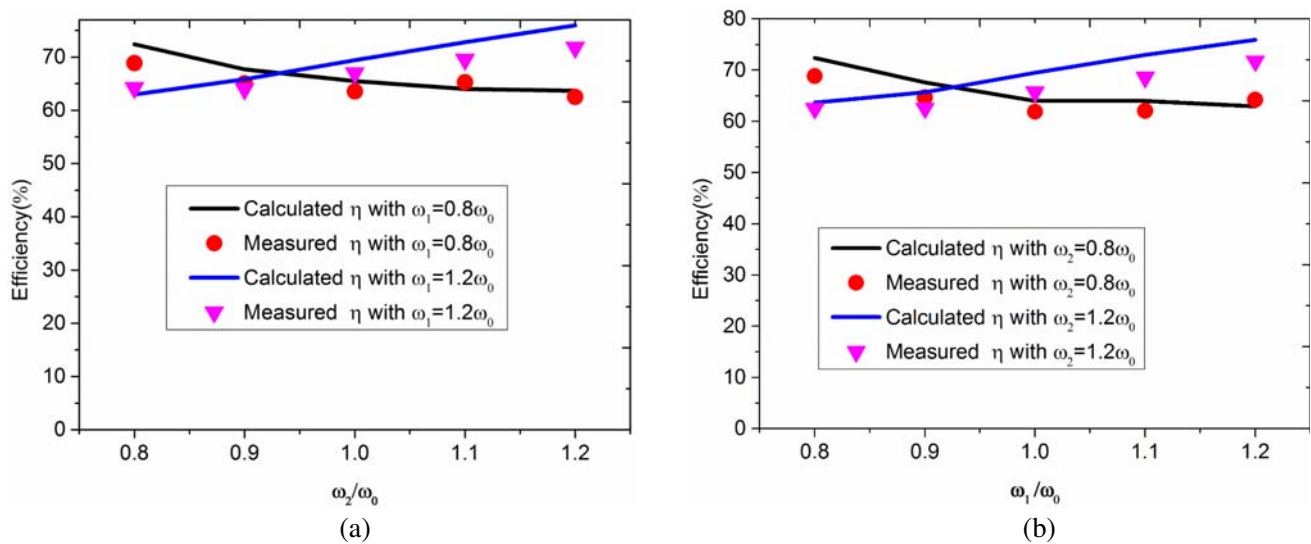 70
60
50
40
30
20
10
0
Efficiency(%)
Calculated η with ω₁=0.8ω₀
Measured η with ω₁=0.8ω₀
Calculated η with ω₁=1.2ω₀
Measured η with ω₁=1.2ω₀
0.8 0.9 1.0 1.1 1.2
ω₂/ω₀
(a)
80
70
60
50
40
30
20
10
0
Efficiency(%)
Calculated η with ω₂=0.8ω₀
Measured η with ω₂=0.8ω₀
Calculated η with ω₂=1.2ω₀
Measured η with ω₂=1.2ω₀
0.8 0.9 1.0 1.1 1.2
ω₁/ω₀
(b)